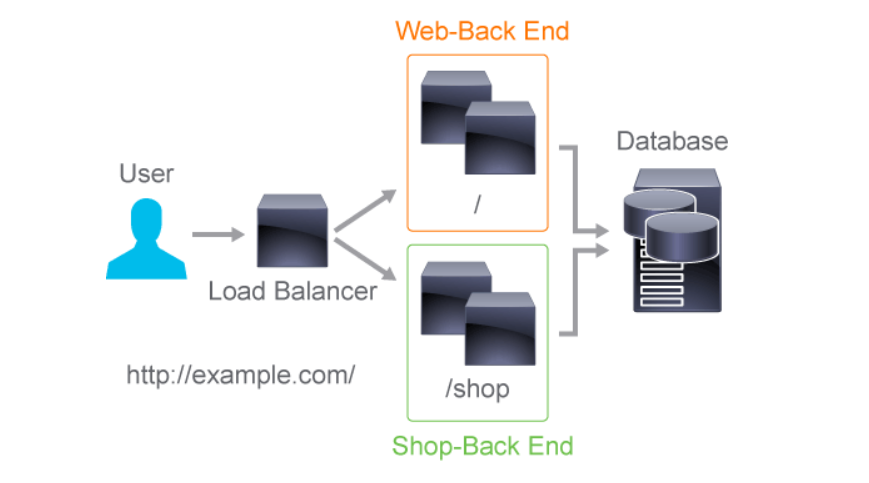 Web-Back End
Database
User
/
Load Balancer
http://example.com/
/shop
Shop-Back End